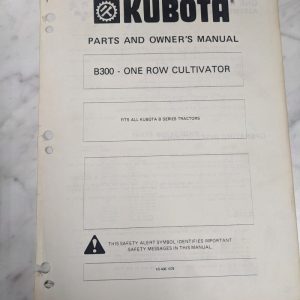 KUBOTA
PARTS AND OWNER'S MANUAL
B300 - ONE ROW CULTIVATOR
FITS ALL KUBOTA B SERIES TRACTORS
THIS SAFETY ALERT SYMBOL IDENTIFIES IMPORTANT
SAFETY MESSAGES IN THIS MANUAL.